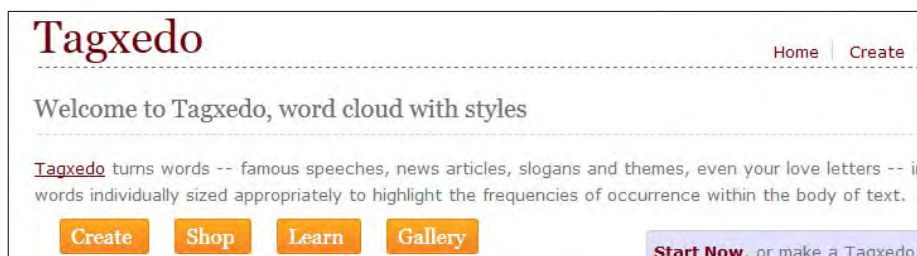 Tagxedo
Home Create
Welcome to Tagxedo, word cloud with styles
Tagxedo turns words -- famous speeches, news articles, slogans and themes, even your love letters --
words individually sized appropriately to highlight the frequencies of occurrence within the body of text.
Create Shop Learn Gallery
Start Now, or make a Tagxedo